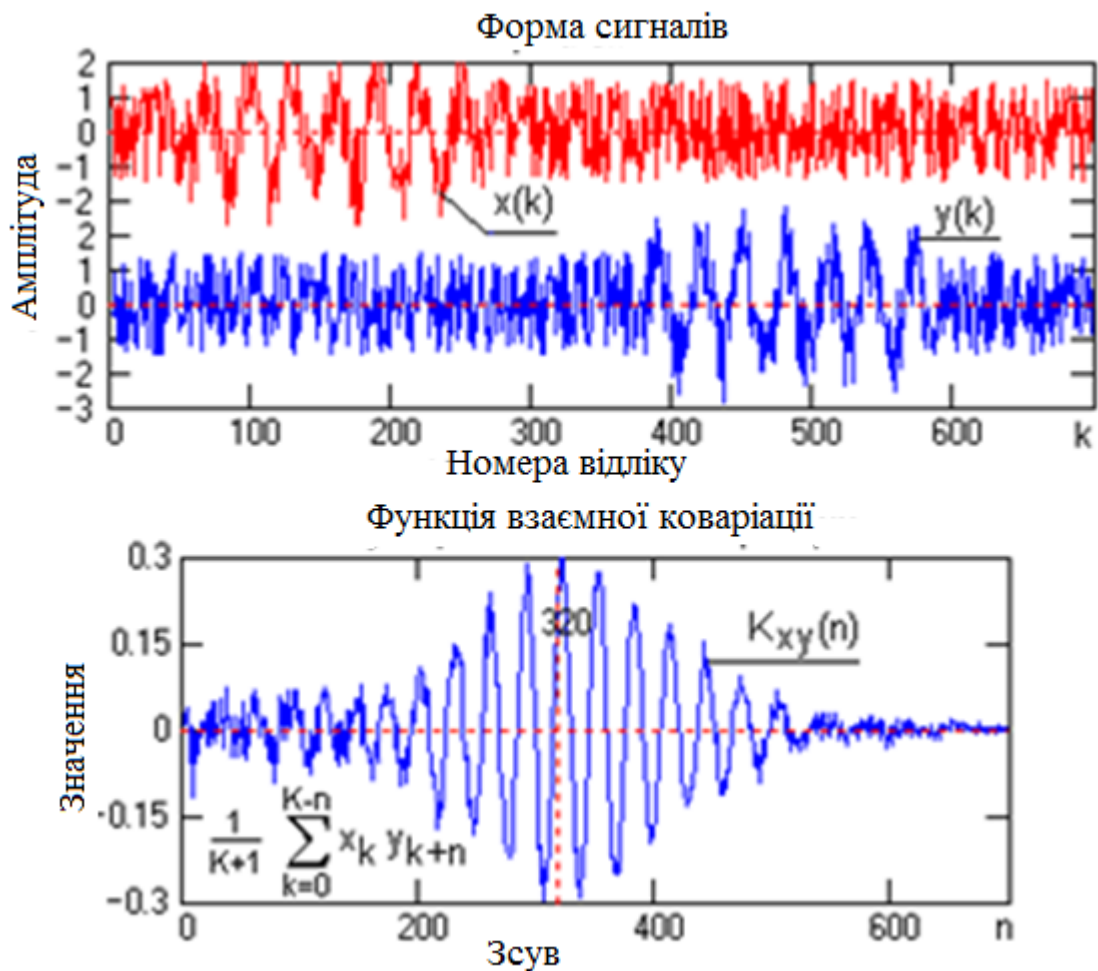 Форма сигналів
2
1
0
-1
-2
2
1
0
-1
-2
-3
Амплітуда
x(k)
y(k)
0 100 200 300 400 500 600 k
Номера відліку
Функція взаємної коваріації
0.3
0.15
0
-0.15
-0.3
Значення
320
Kxy(n)
1/(K+1) K-n ∑ k=0 xk yk+n
0 200 400 600 n
Зсув